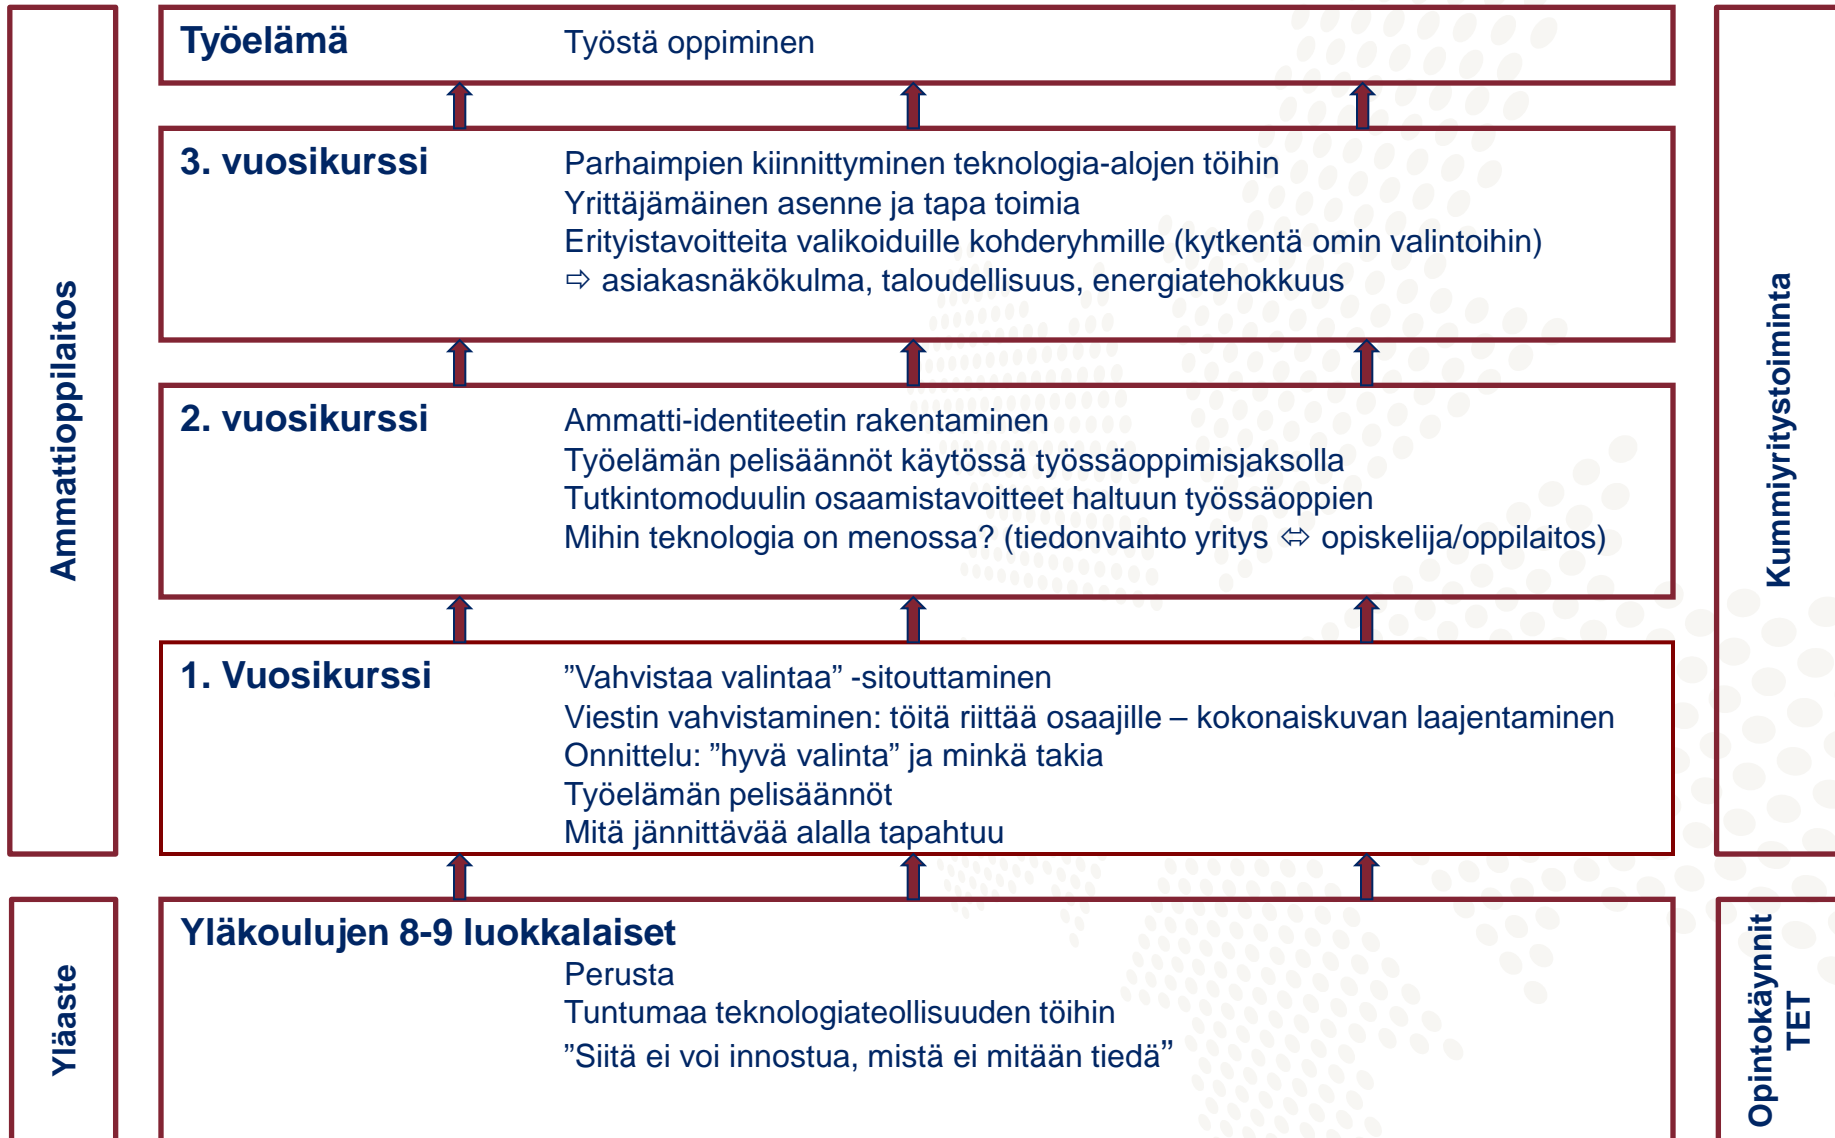 Ammattioppilaitos
Yläaste
Työelämä Työstä oppiminen
3. vuosikurssi Parhaimpien kiinnittyminen teknologia-alojen töihin
Yrittäjämäinen asenne ja tapa toimia
Erityistavoitteita valikoiduille kohderyhmille (kytkentä omin valintoihin)
⇨ asiakasnäkökulma, taloudellisuus, energiatehokkuus
2. vuosikurssi Ammatti-identiteetin rakentaminen
Työelämän pelisäännöt käytössä työssäoppimisjaksolla
Tutkintomoduulin osaamistavoitteet haltuun työssäoppien
Mihin teknologia on menossa? (tiedonvaihto yritys ⬄ opiskelija/oppilaitos)
1. Vuosikurssi ”Vahvistaa valintaa” -sitouttaminen
Viestin vahvistaminen: töitä riittää osaajille – kokonaiskuvan laajentaminen
Onnittelu: ”hyvä valinta” ja minkä takia
Työelämän pelisäännöt
Mitä jännittävää alalla tapahtuu
Yläkoulujen 8-9 luokkalaiset
Perusta
Tuntumaa teknologiateollisuuden töihin
”Siitä ei voi innostua, mistä ei mitään tiedä”
Kummiyritystoiminta
Opintokäynnit
TET